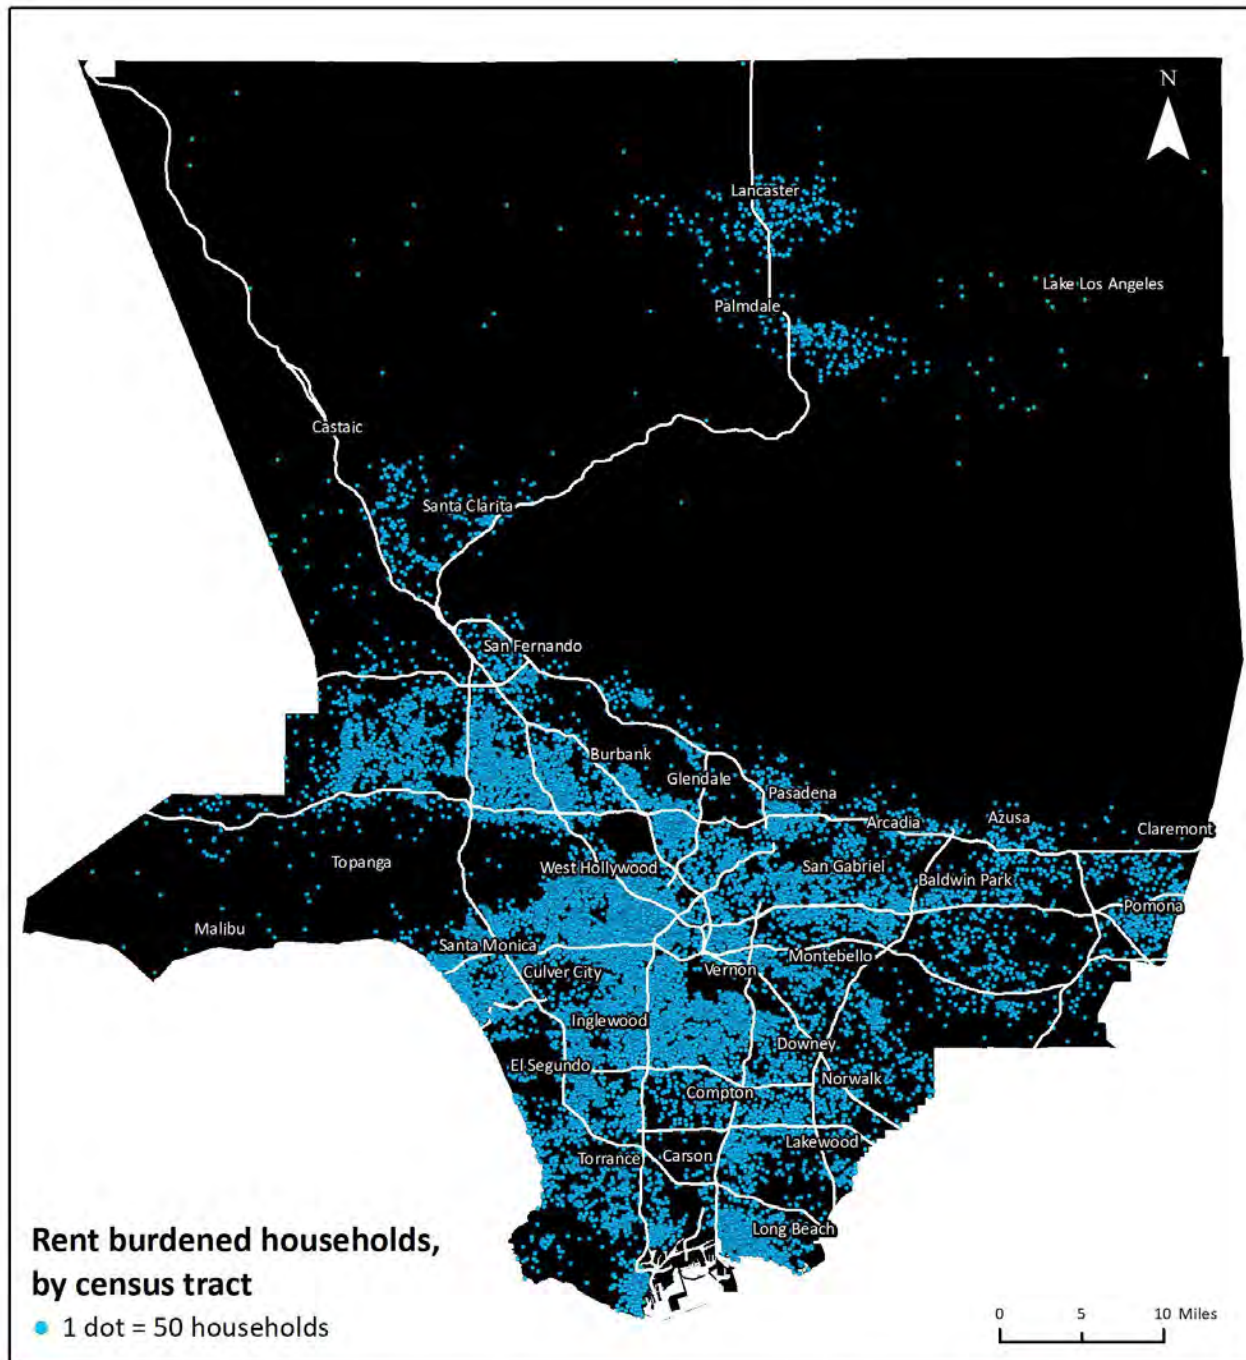 N
Lancaster
Lake Los Angeles
Palmdale
Castaic
Santa Clarita
San Fernando
Burbank
Glendale
Pasadena
Arcadia
Azusa
Claremont
Topanga
West Hollywood
San Gabriel
Baldwin Park
Pomona
Malibu
Santa Monica
Culver City
Vernon
Montebello
Inglewood
Downey
El Segundo
Norwalk
Compton
Lakewood
Torrance
Carson
Long Beach
Rent burdened households,
by census tract
1 dot = 50 households
0 5 10 Miles